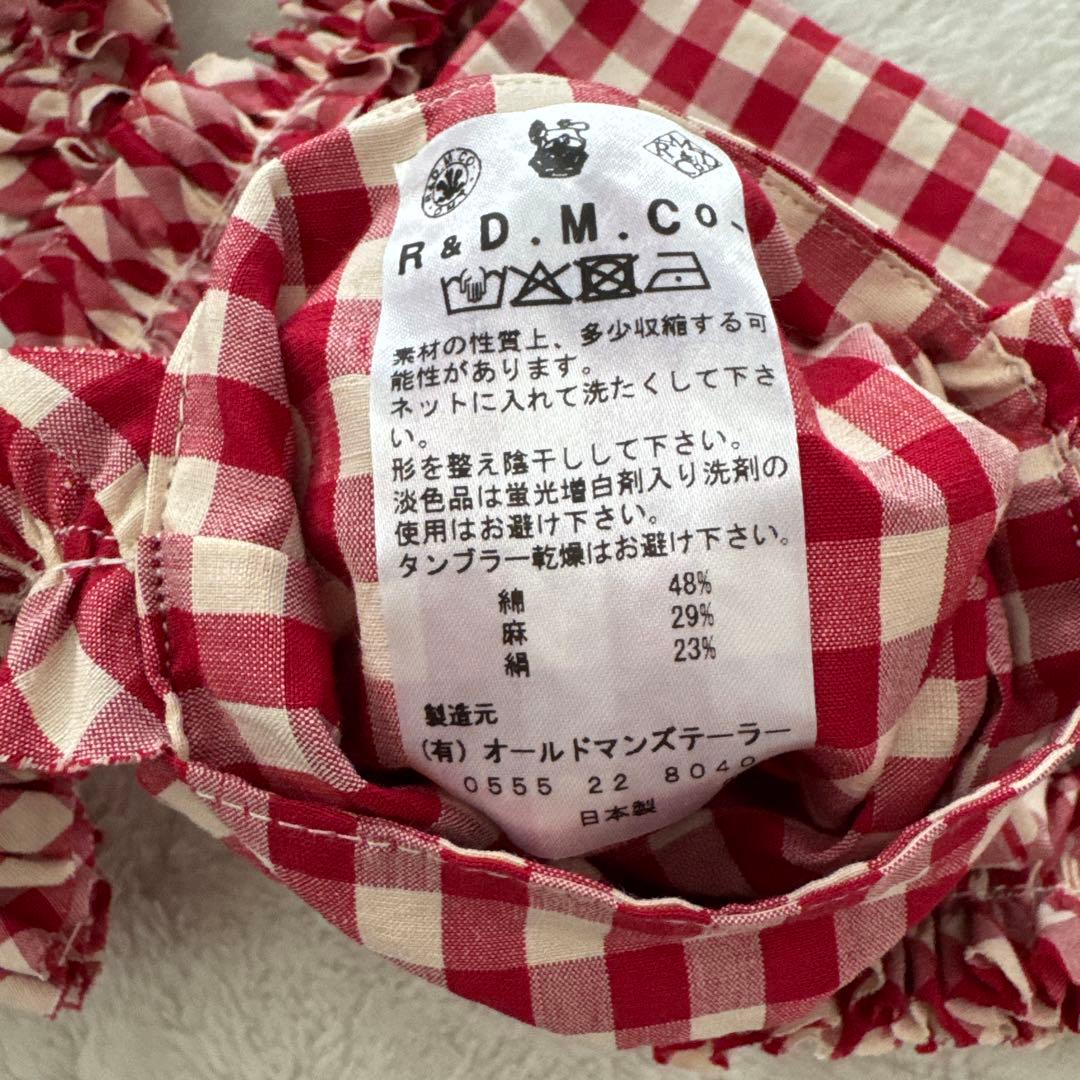 R&D.M.Co-
素材の性質上、多少収縮する可
能性があります。
ネットに入れて洗たくして下さ
い。
形を整え陰干しして下さい。
淡色品は蛍光増白剤入り洗剤の
使用はお避け下さい。
タンブラー乾燥はお避け下さい。
綿 48%
麻 29%
絹 23%
製造元
(有)オールドマンズテーラー
0555 22 8040
日本製